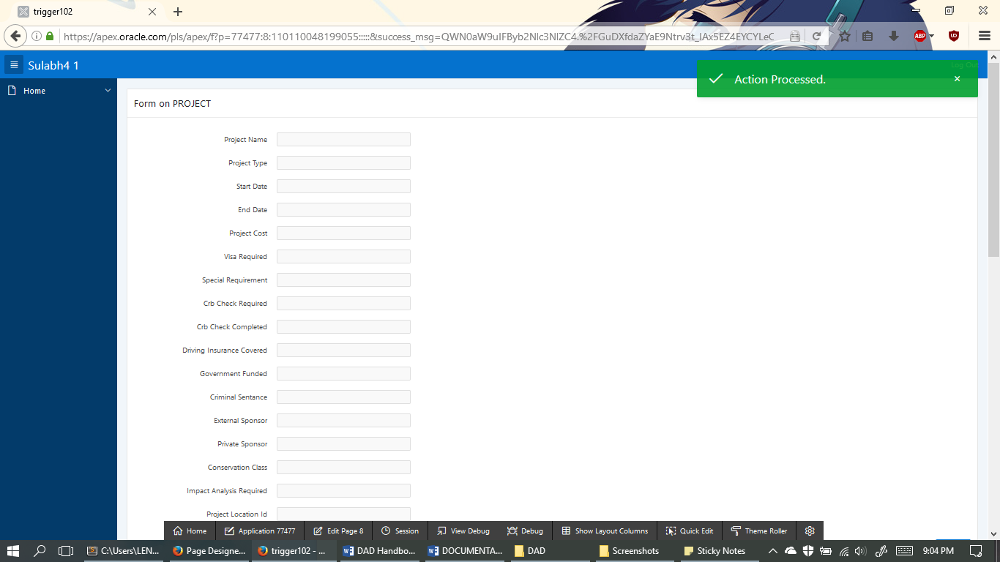 trigger102
https://apex.oracle.com/pls/apex/f?p=77477:8:110110048199055:::::&success_msg=QWN0aW9uIFByb2Nlc3NlZC4.%2FGuDXfdaZYaE9Ntrv3t_IAx5EZ4EYCYLeC
ABP
Sulabh4 1
Log Out
Action Processed.
Home
Form on PROJECT
Project Name
Project Type
Start Date
End Date
Project Cost
Visa Required
Special Requirement
Crb Check Required
Crb Check Completed
Driving Insurance Covered
Government Funded
Criminal Sentance
External Sponsor
Private Sponsor
Conservation Class
Impact Analysis Required
Project Location Id
Home Application 77477 Edit Page 8 Session View Debug Debug Show Layout Columns Quick Edit Theme Roller
C:\Users\LEN... Page Designe... trigger102 - ... DAD Handbo... DOCUMENTA... DAD Screenshots Sticky Notes 9:04 PM